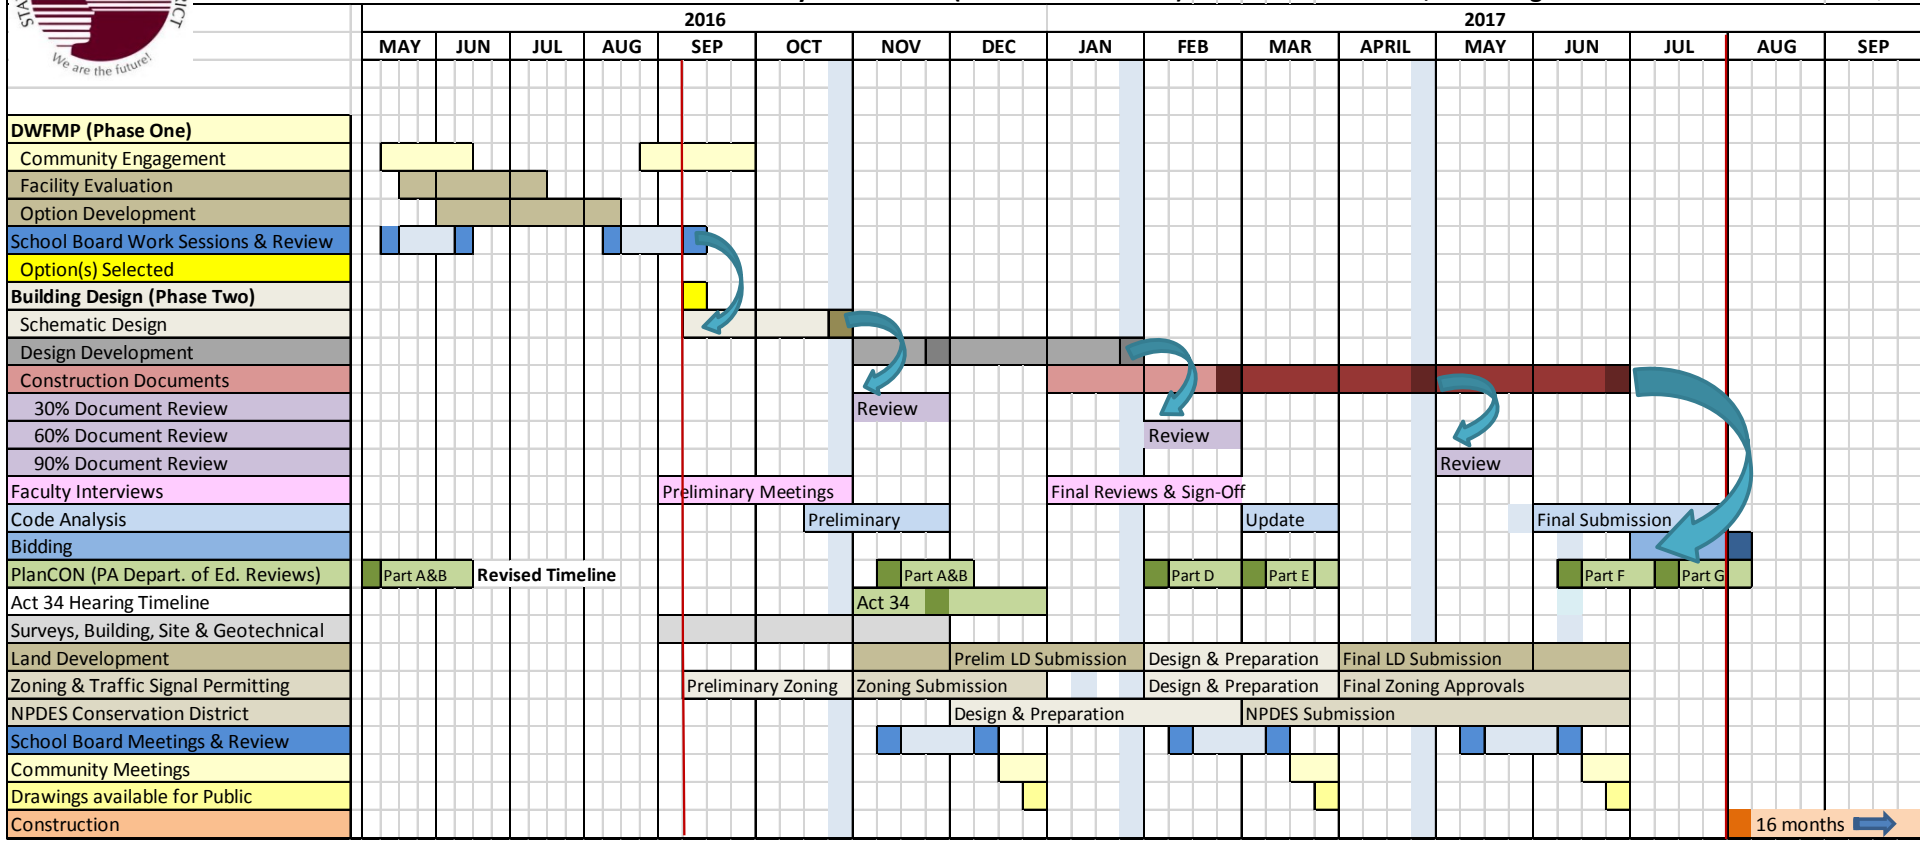 We are the future!
2016 2017
MAY JUN JUL AUG SEP OCT NOV DEC JAN FEB MAR APRIL MAY JUN JUL AUG SEP
DWFMP (Phase One)
Community Engagement
Facility Evaluation
Option Development
School Board Work Sessions & Review
Option(s) Selected
Building Design (Phase Two)
Schematic Design
Design Development
Construction Documents
30% Document Review Review
60% Document Review Review
90% Document Review Review
Faculty Interviews Preliminary Meetings Final Reviews & Sign-Off
Code Analysis Preliminary Update Final Submission
Bidding
PlanCON (PA Depart. of Ed. Reviews) Part A&B Revised Timeline Part A&B Part D Part E Part F Part G
Act 34 Hearing Timeline Act 34
Surveys, Building, Site & Geotechnical
Land Development Prelim LD Submission Design & Preparation Final LD Submission
Zoning & Traffic Signal Permitting Preliminary Zoning Zoning Submission Design & Preparation Final Zoning Approvals
NPDES Conservation District Design & Preparation NPDES Submission
School Board Meetings & Review
Community Meetings
Drawings available for Public
Construction 16 months